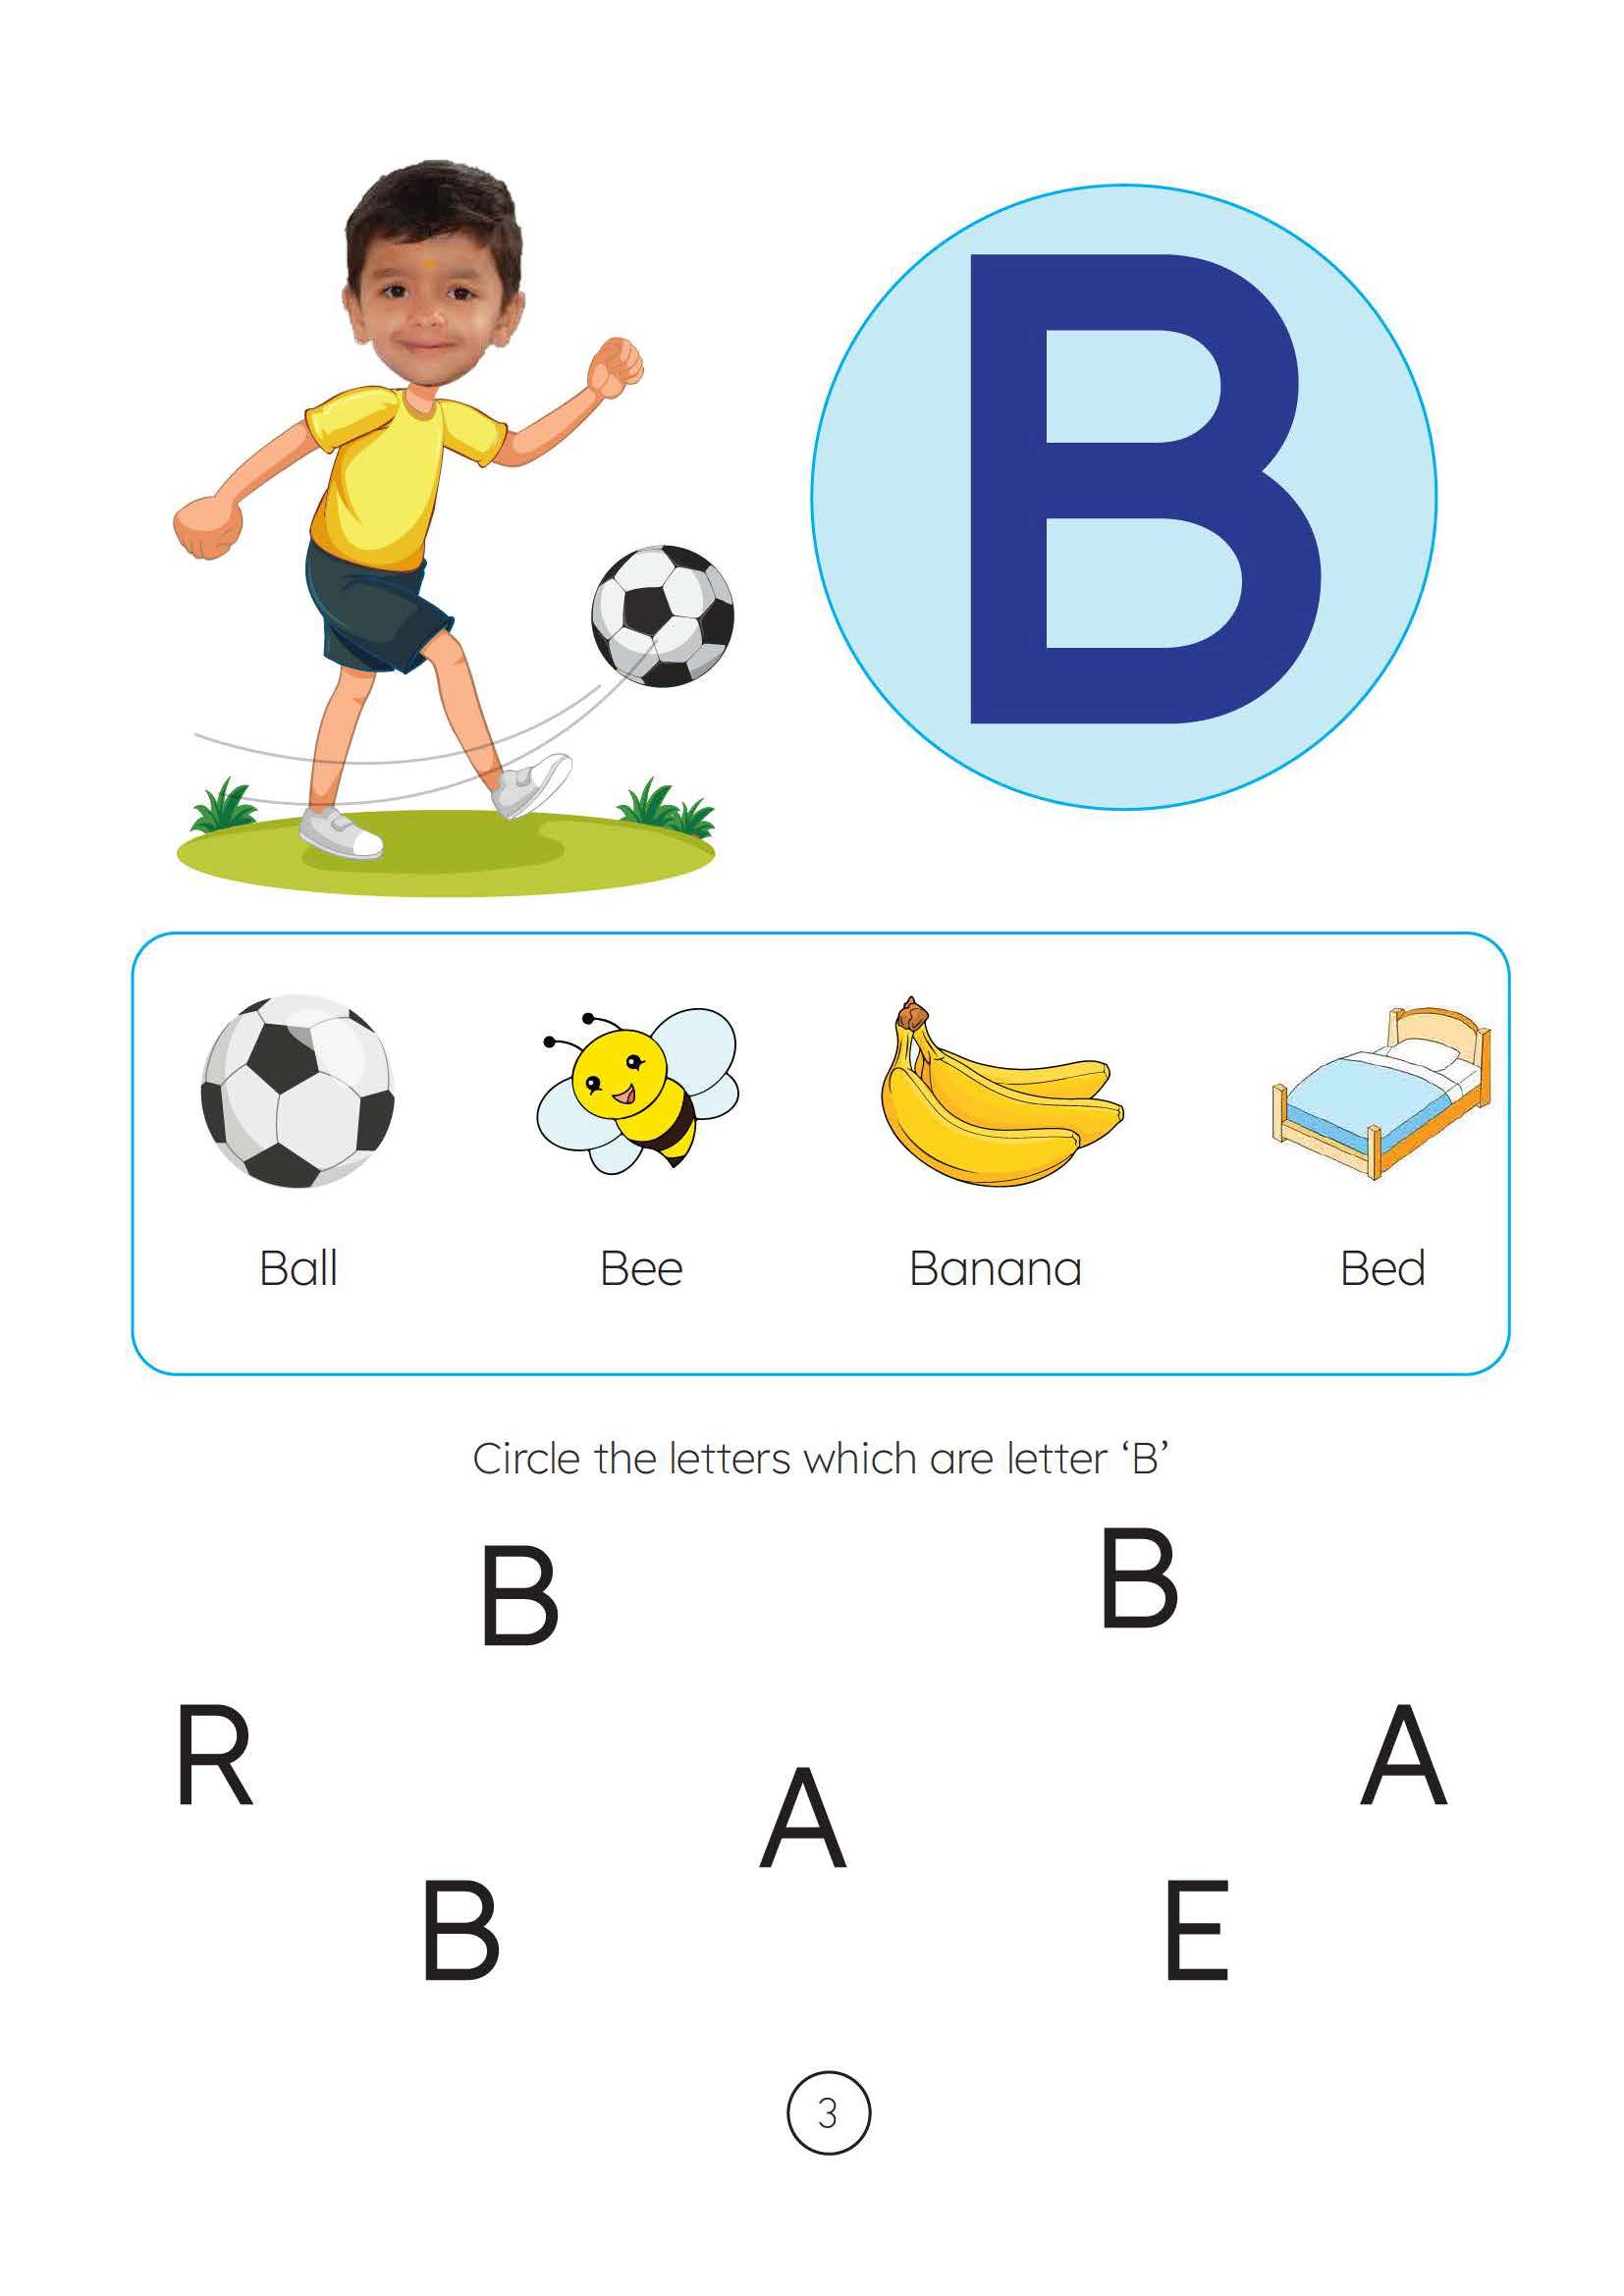 B
Ball Bee Banana Bed
Circle the letters which are letter ‘B’
B B
R A
A
B E
3